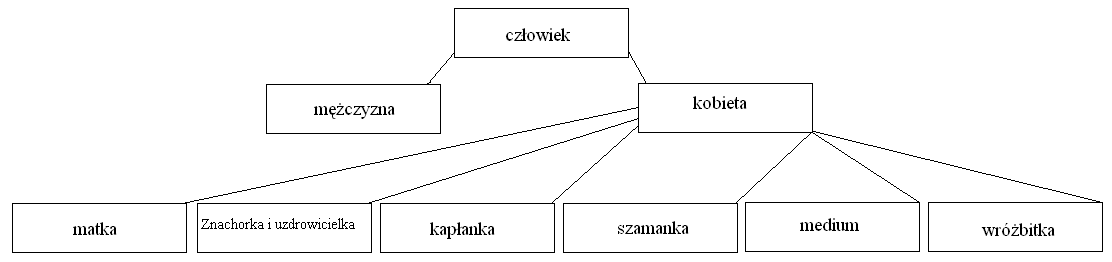 człowiek
mężczyzna
kobieta
matka
Znachorka i uzdrowicielka
kapłanka
szamanka
medium
wróżbitka